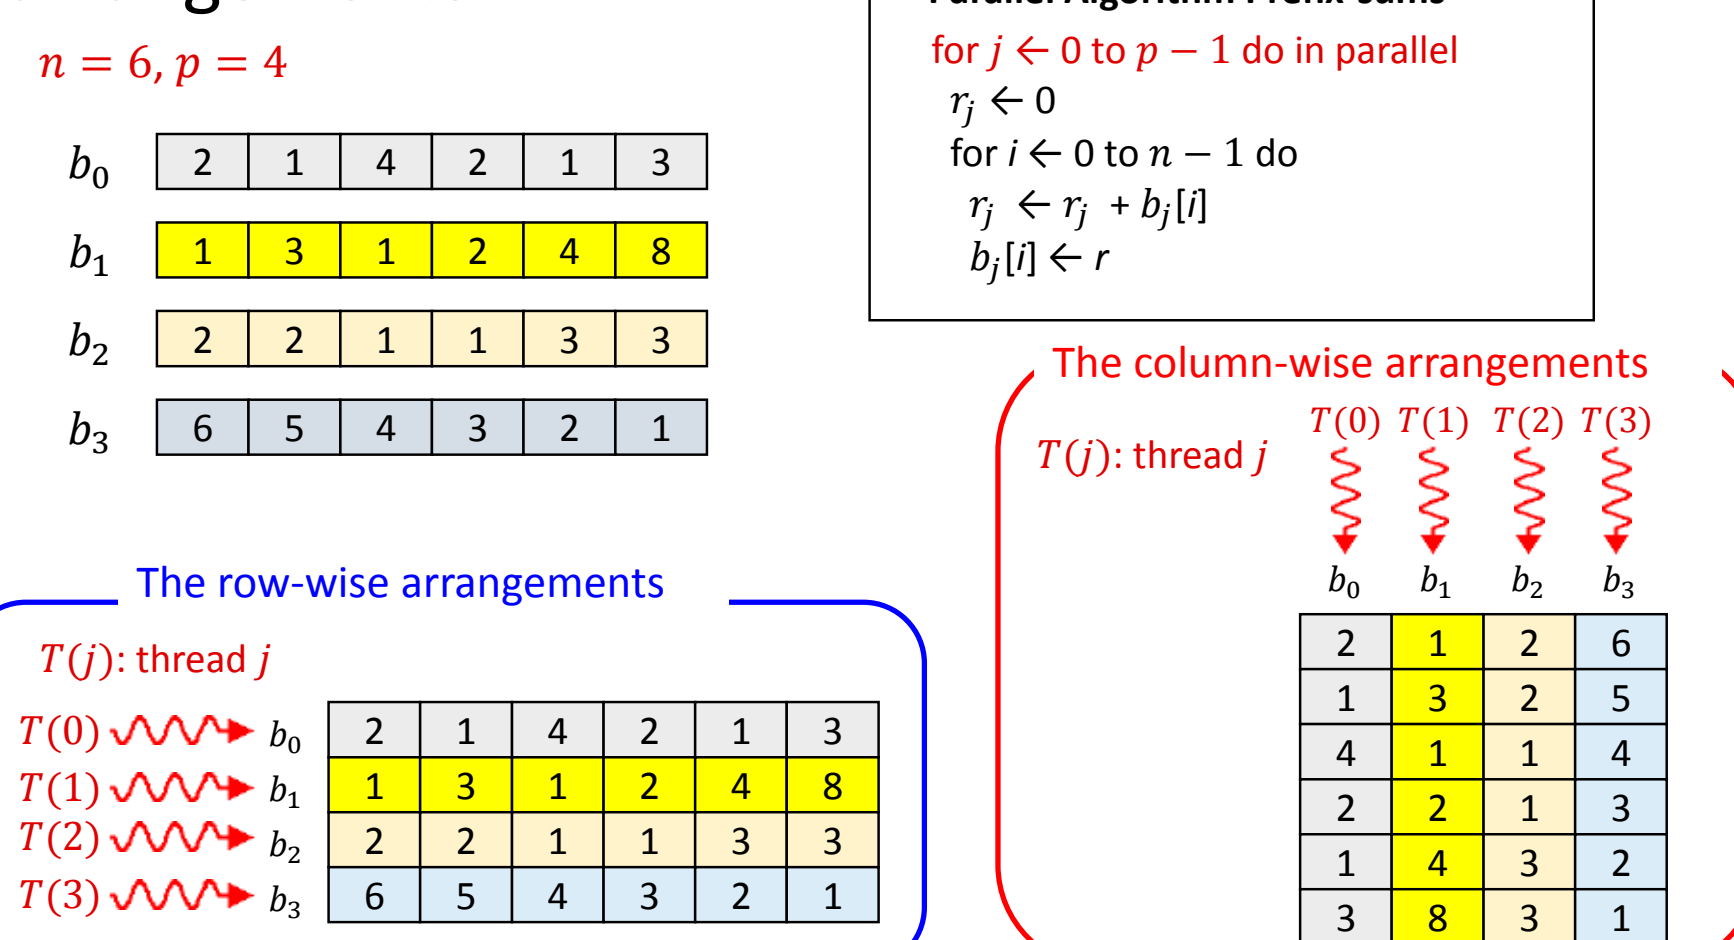 n = 6, p = 4
b₀ 2 1 4 2 1 3
b₁ 1 3 1 2 4 8
b₂ 2 2 1 1 3 3
b₃ 6 5 4 3 2 1
Parallel Algorithm Prefix-sums
for j ← 0 to p − 1 do in parallel
rⱼ ← 0
for i ← 0 to n − 1 do
rⱼ ← rⱼ + bⱼ[i]
bⱼ[i] ← r
The row-wise arrangements
T(j): thread j
T(0) b₀ 2 1 4 2 1 3
T(1) b₁ 1 3 1 2 4 8
T(2) b₂ 2 2 1 1 3 3
T(3) b₃ 6 5 4 3 2 1
The column-wise arrangements
T(0) T(1) T(2) T(3)
T(j): thread j
b₀ b₁ b₂ b₃
2 1 2 6
1 3 2 5
4 1 1 4
2 2 1 3
1 4 3 2
3 8 3 1